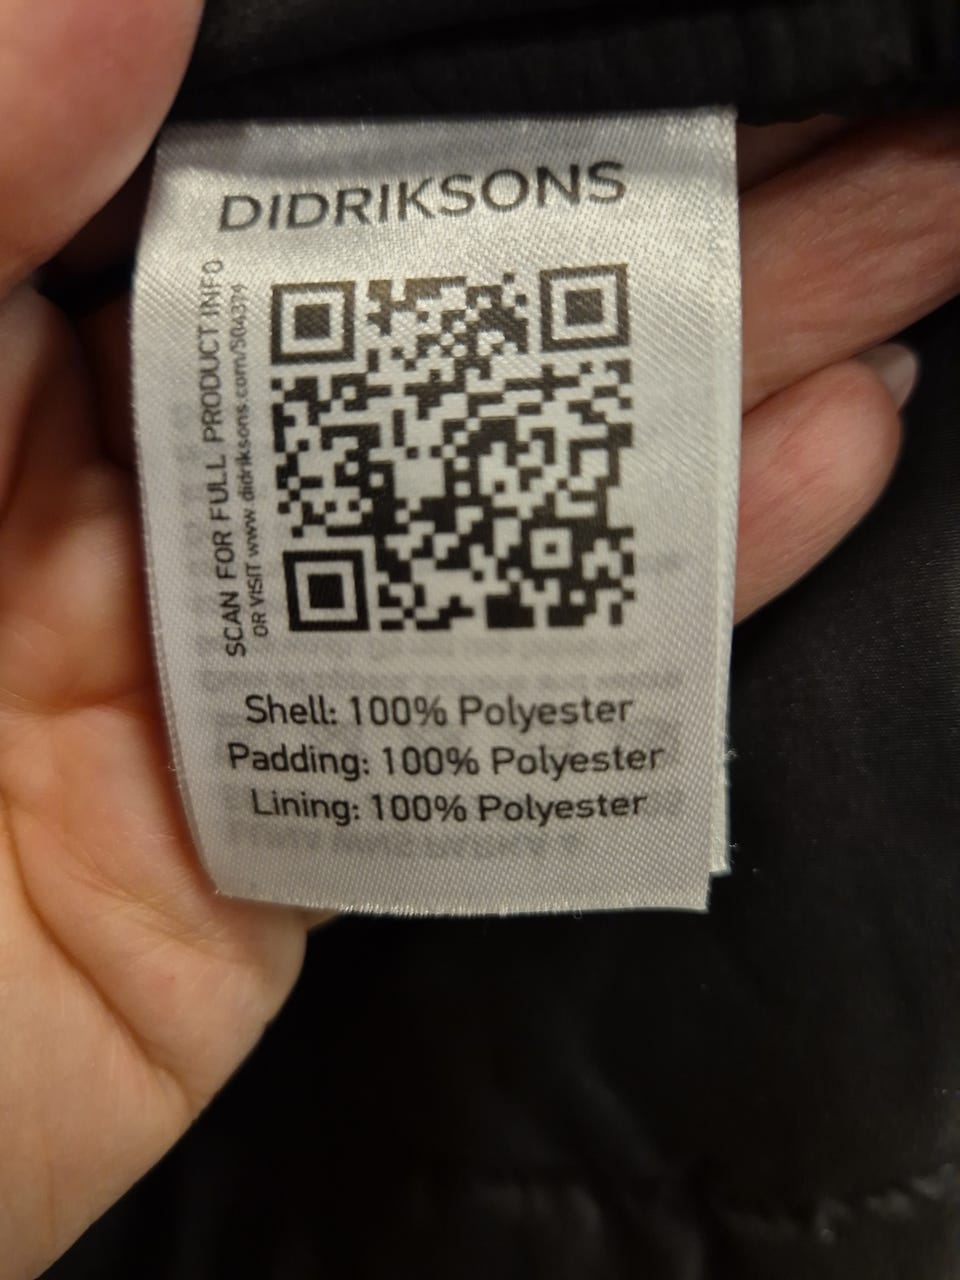 DIDRIKSONS
SCAN FOR FULL PRODUCT INFO
OR VISIT www.didriksons.com/504379
Shell: 100% Polyester
Padding: 100% Polyester
Lining: 100% Polyester